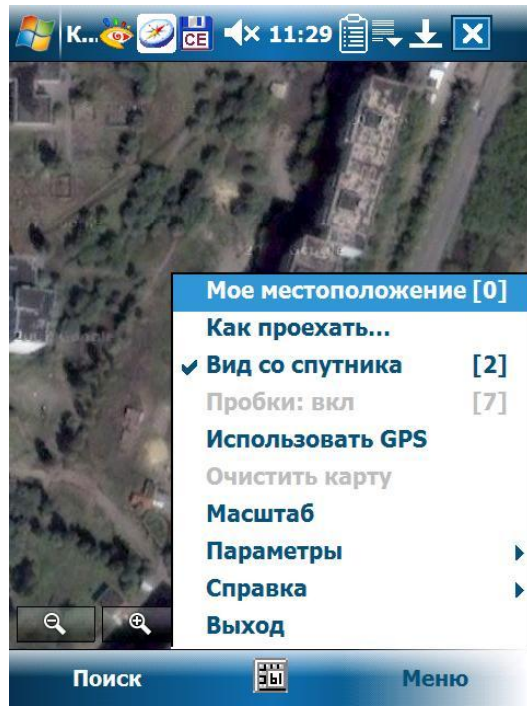 К...
CE
11:29
Мое местоположение [0]
Как проехать...
Вид со спутника [2]
Пробки: вкл [7]
Использовать GPS
Очистить карту
Масштаб
Параметры
Справка
Выход
Поиск
Меню